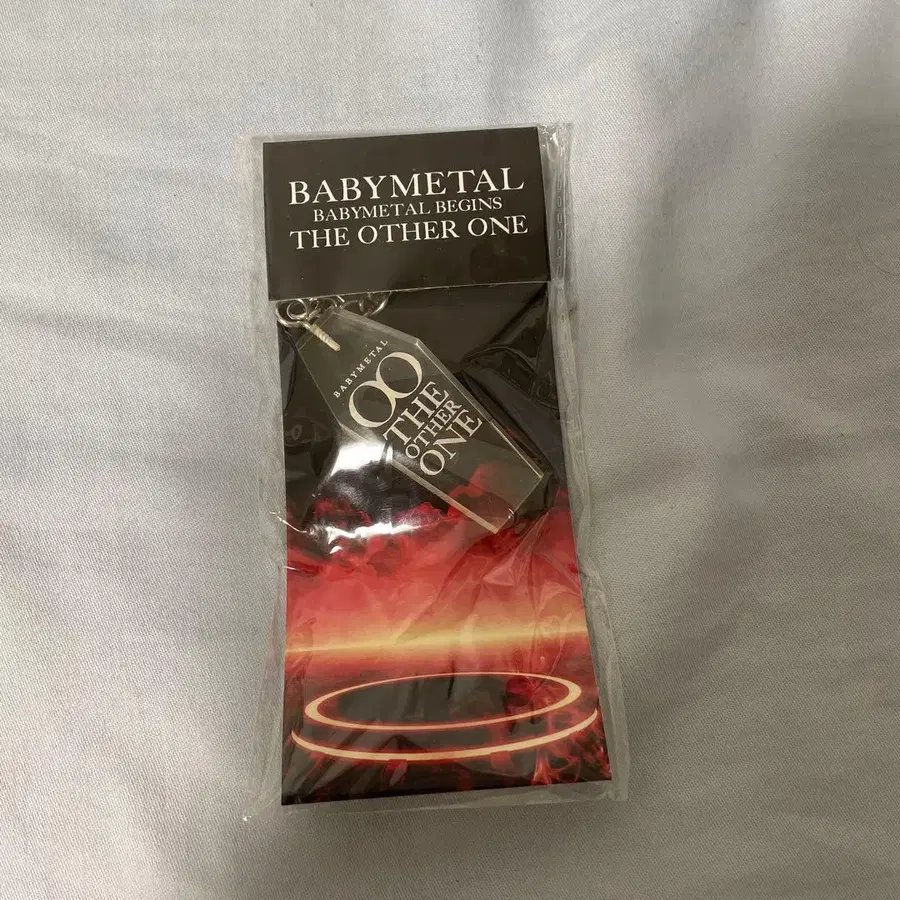 BABYMETAL
BABYMETAL BEGINS
THE OTHER ONE
BABYMETAL
THE
OTHER
ONE